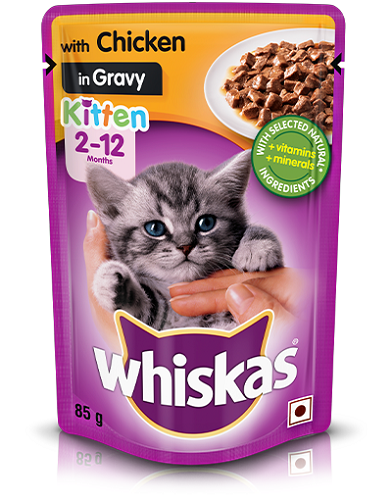 with Chicken
in Gravy
Kitten
2-12
Months
WITH SELECTED NATURAL*
+ vitamins
+ minerals
INGREDIENTS
whiskas®
85 g